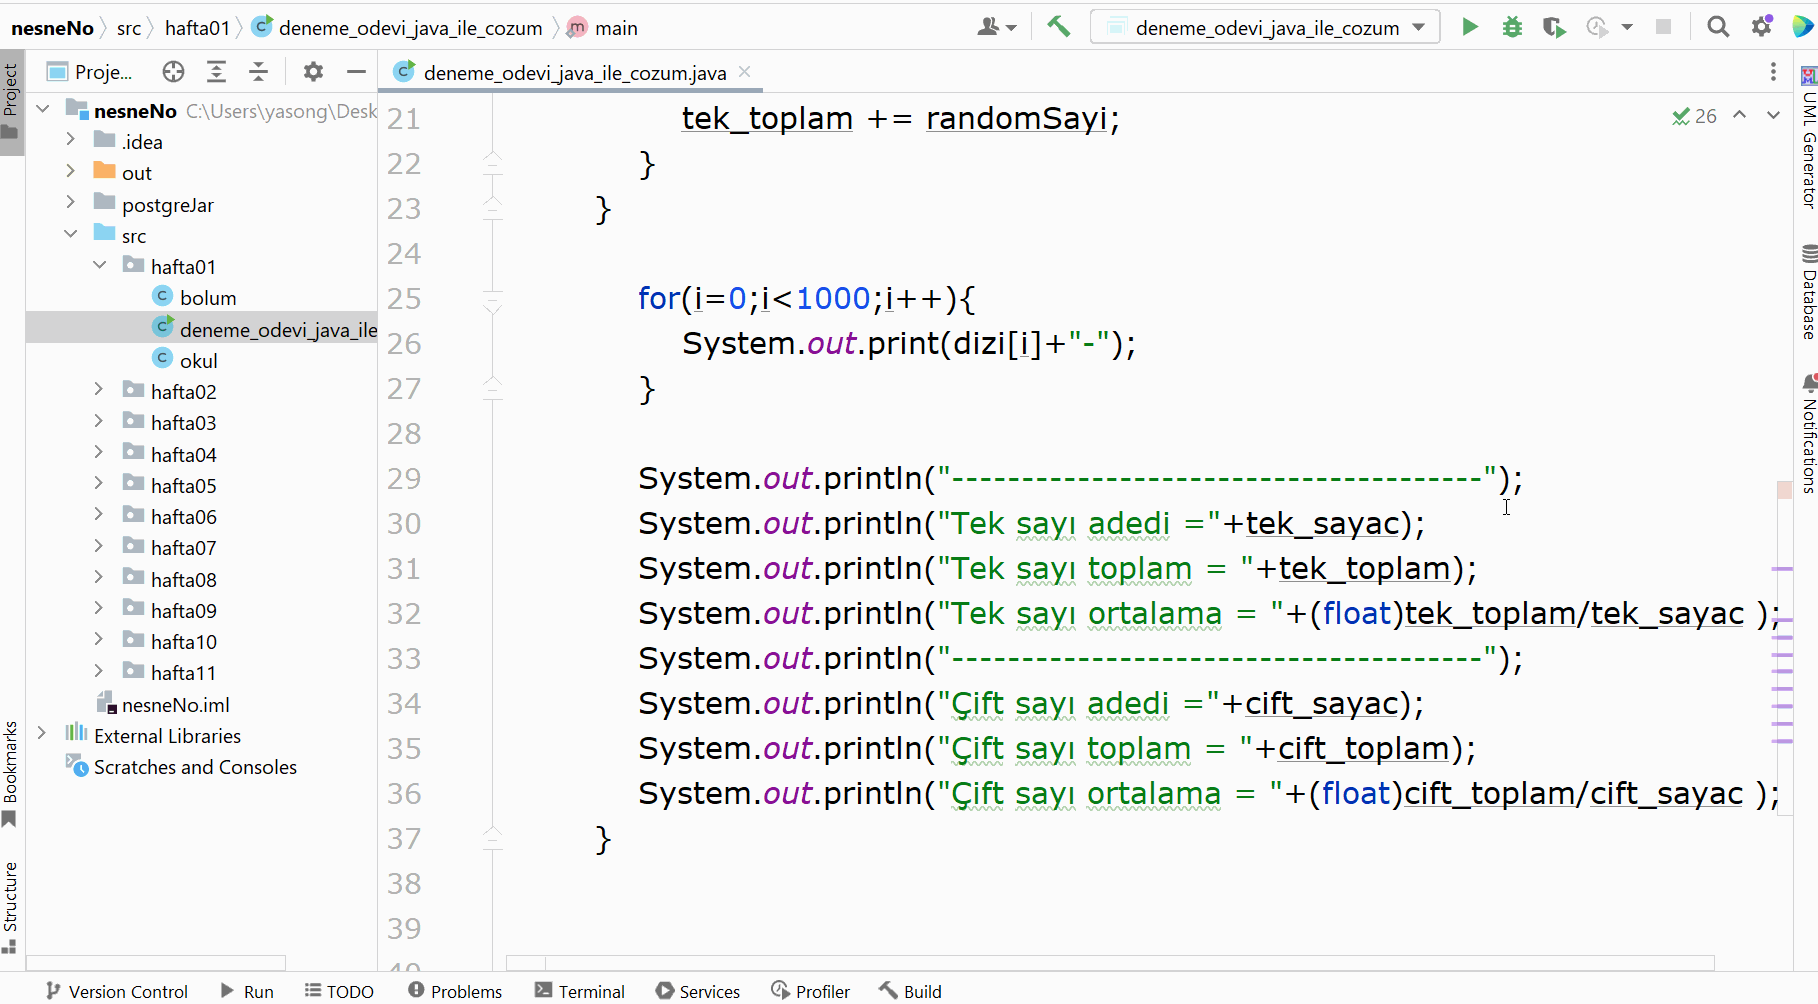 nesneNo src hafta01 deneme_odevi_java_ile_cozum main deneme_odevi_java_ile_cozum
Project
Proje...
deneme_odevi_java_ile_cozum.java
nesneNo C:\Users\yasong\Desk
.idea
out
postgreJar
src
hafta01
bolum
deneme_odevi_java_ile
okul
hafta02
hafta03
hafta04
hafta05
hafta06
hafta07
hafta08
hafta09
hafta10
hafta11
nesneNo.iml
External Libraries
Scratches and Consoles
Bookmarks
Structure
26
21 tek_toplam += randomSayi;
22 }
23 }
24
25 for(i=0;i<1000;i++){
26 System.out.print(dizi[i]+"-");
27 }
28
29 System.out.println("--------------------------------------");
30 System.out.println("Tek sayı adedi ="+tek_sayac);
31 System.out.println("Tek sayı toplam = "+tek_toplam);
32 System.out.println("Tek sayı ortalama = "+(float)tek_toplam/tek_sayac );
33 System.out.println("--------------------------------------");
34 System.out.println("Çift sayı adedi ="+cift_sayac);
35 System.out.println("Çift sayı toplam = "+cift_toplam);
36 System.out.println("Çift sayı ortalama = "+(float)cift_toplam/cift_sayac );
37 }
38
39
40
UML Generator
Database
Notifications
Version Control Run TODO Problems Terminal Services Profiler Build